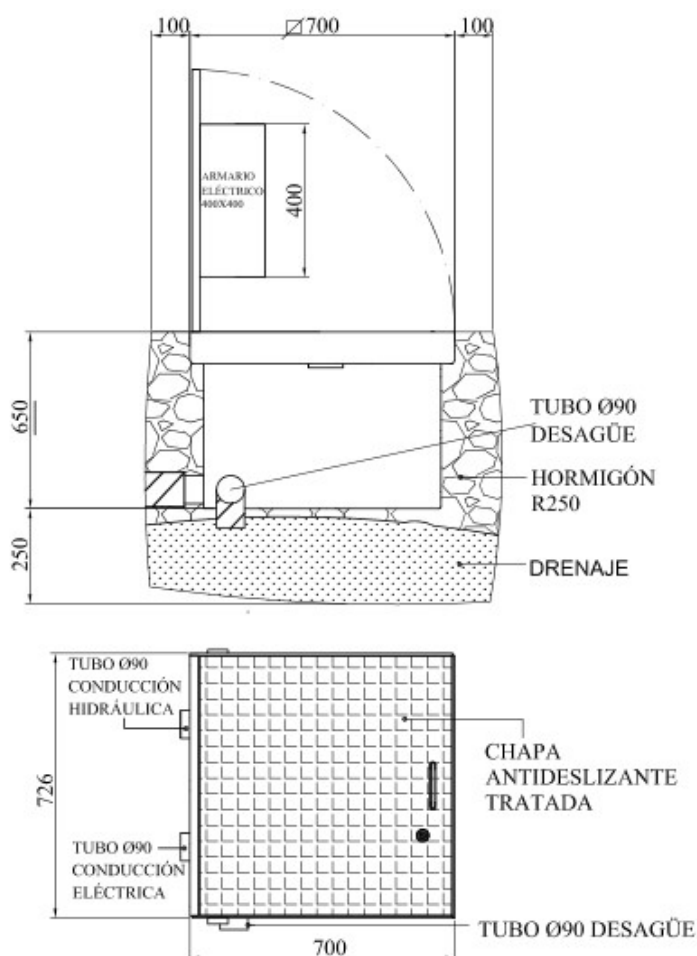 100
□700
100
ARMARIO
ELÉCTRICO
400X400
400
650
250
TUBO Ø90
DESAGÜE
HORMIGÓN
R250
DRENAJE
TUBO Ø90
CONDUCCIÓN
HIDRÁULICA
726
CHAPA
ANTIDESLIZANTE
TRATADA
TUBO Ø90
CONDUCCIÓN
ELÉCTRICA
TUBO Ø90 DESAGÜE
700